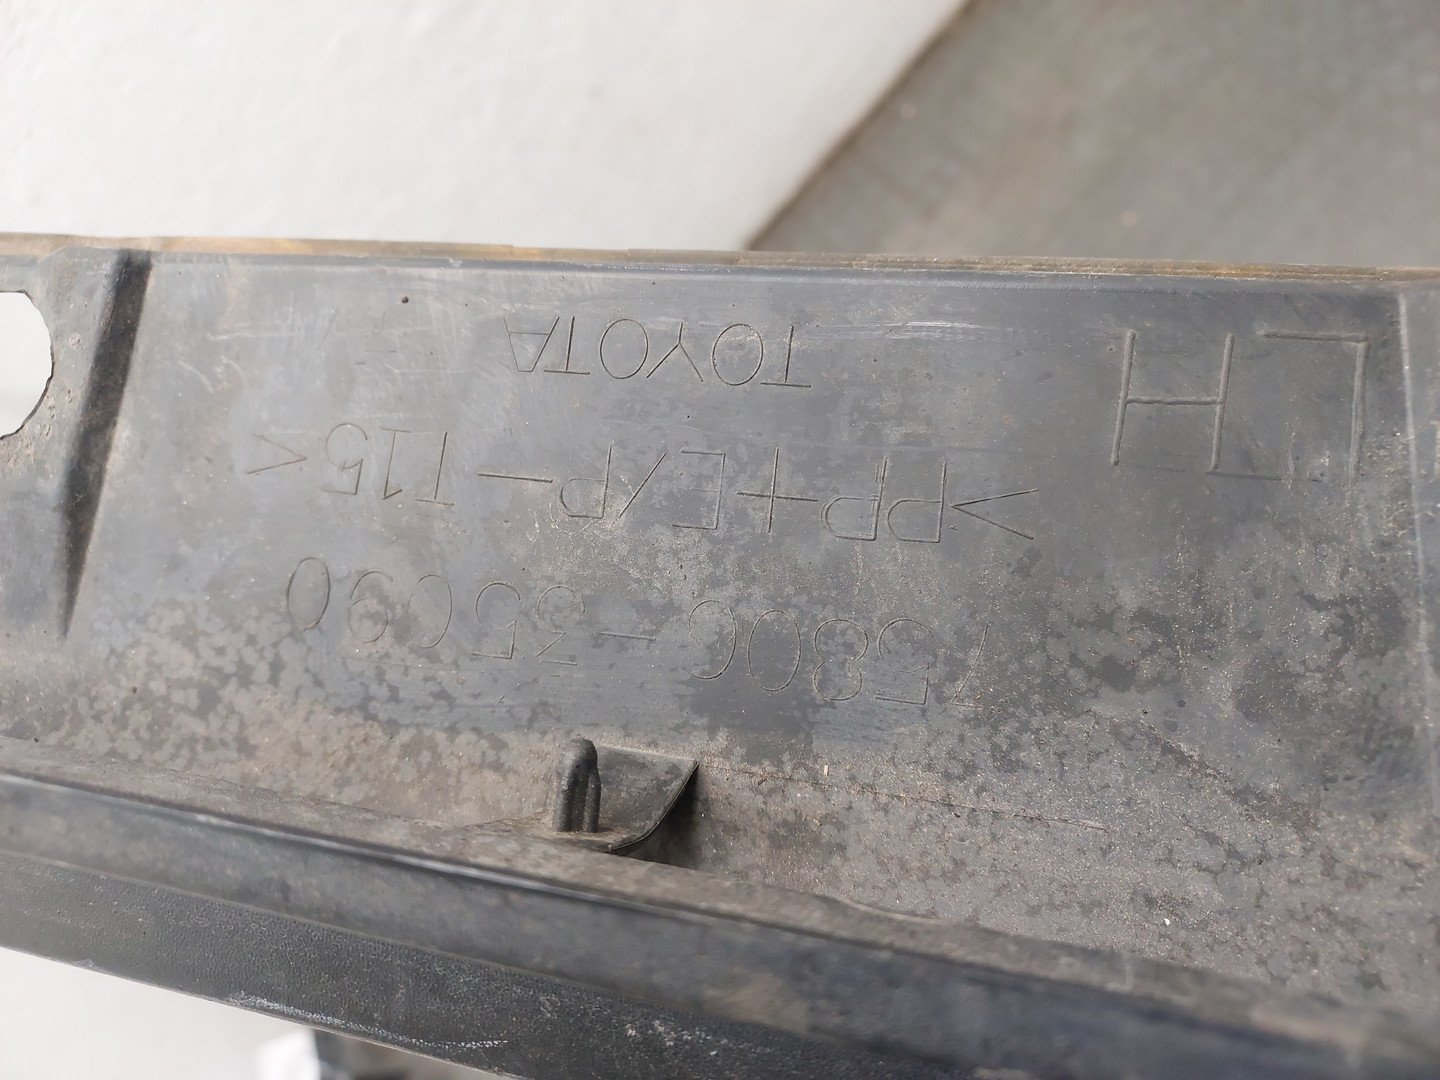 75806-35090
>PP+E/P-T15<
LH
TOYOTA